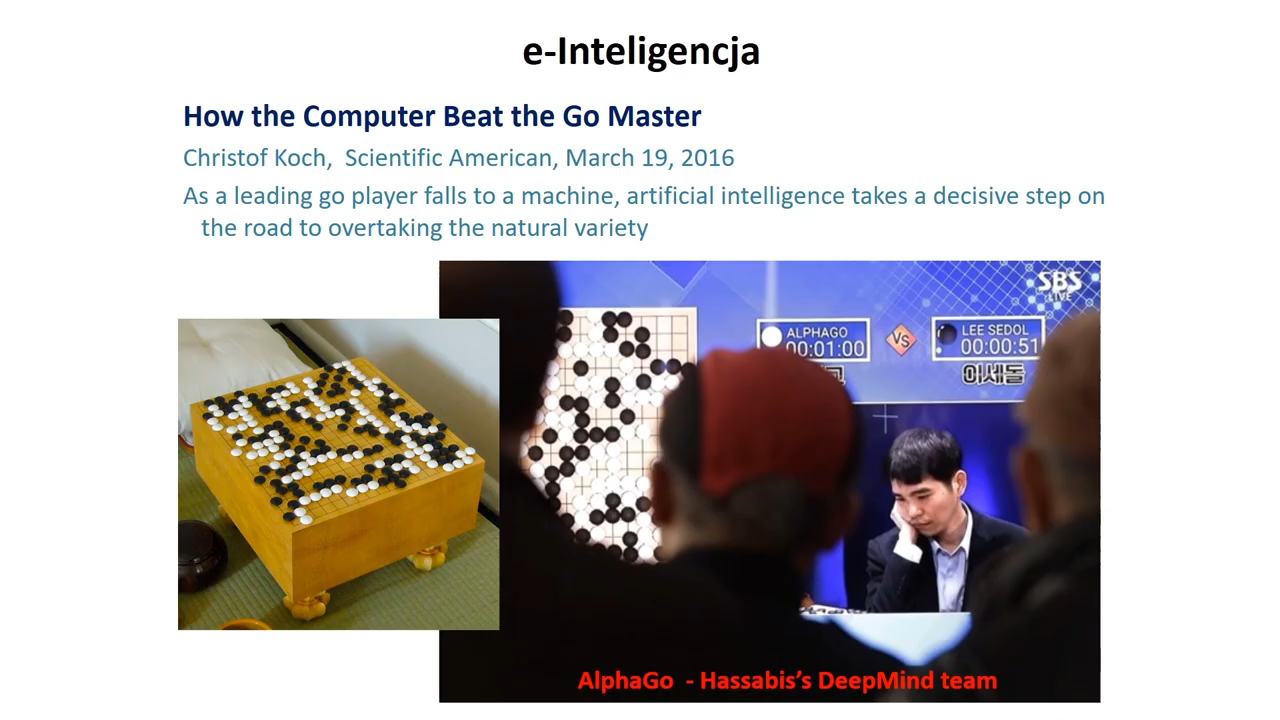 e-Inteligencja
How the Computer Beat the Go Master
Christof Koch,  Scientific American, March 19, 2016
As a leading go player falls to a machine, artificial intelligence takes a decisive step on
the road to overtaking the natural variety
SBS
LIVE
ALPHAGO
00:01:00
VS
LEE SEDOL
00:00:51
이세돌
AlphaGo  - Hassabis’s DeepMind team